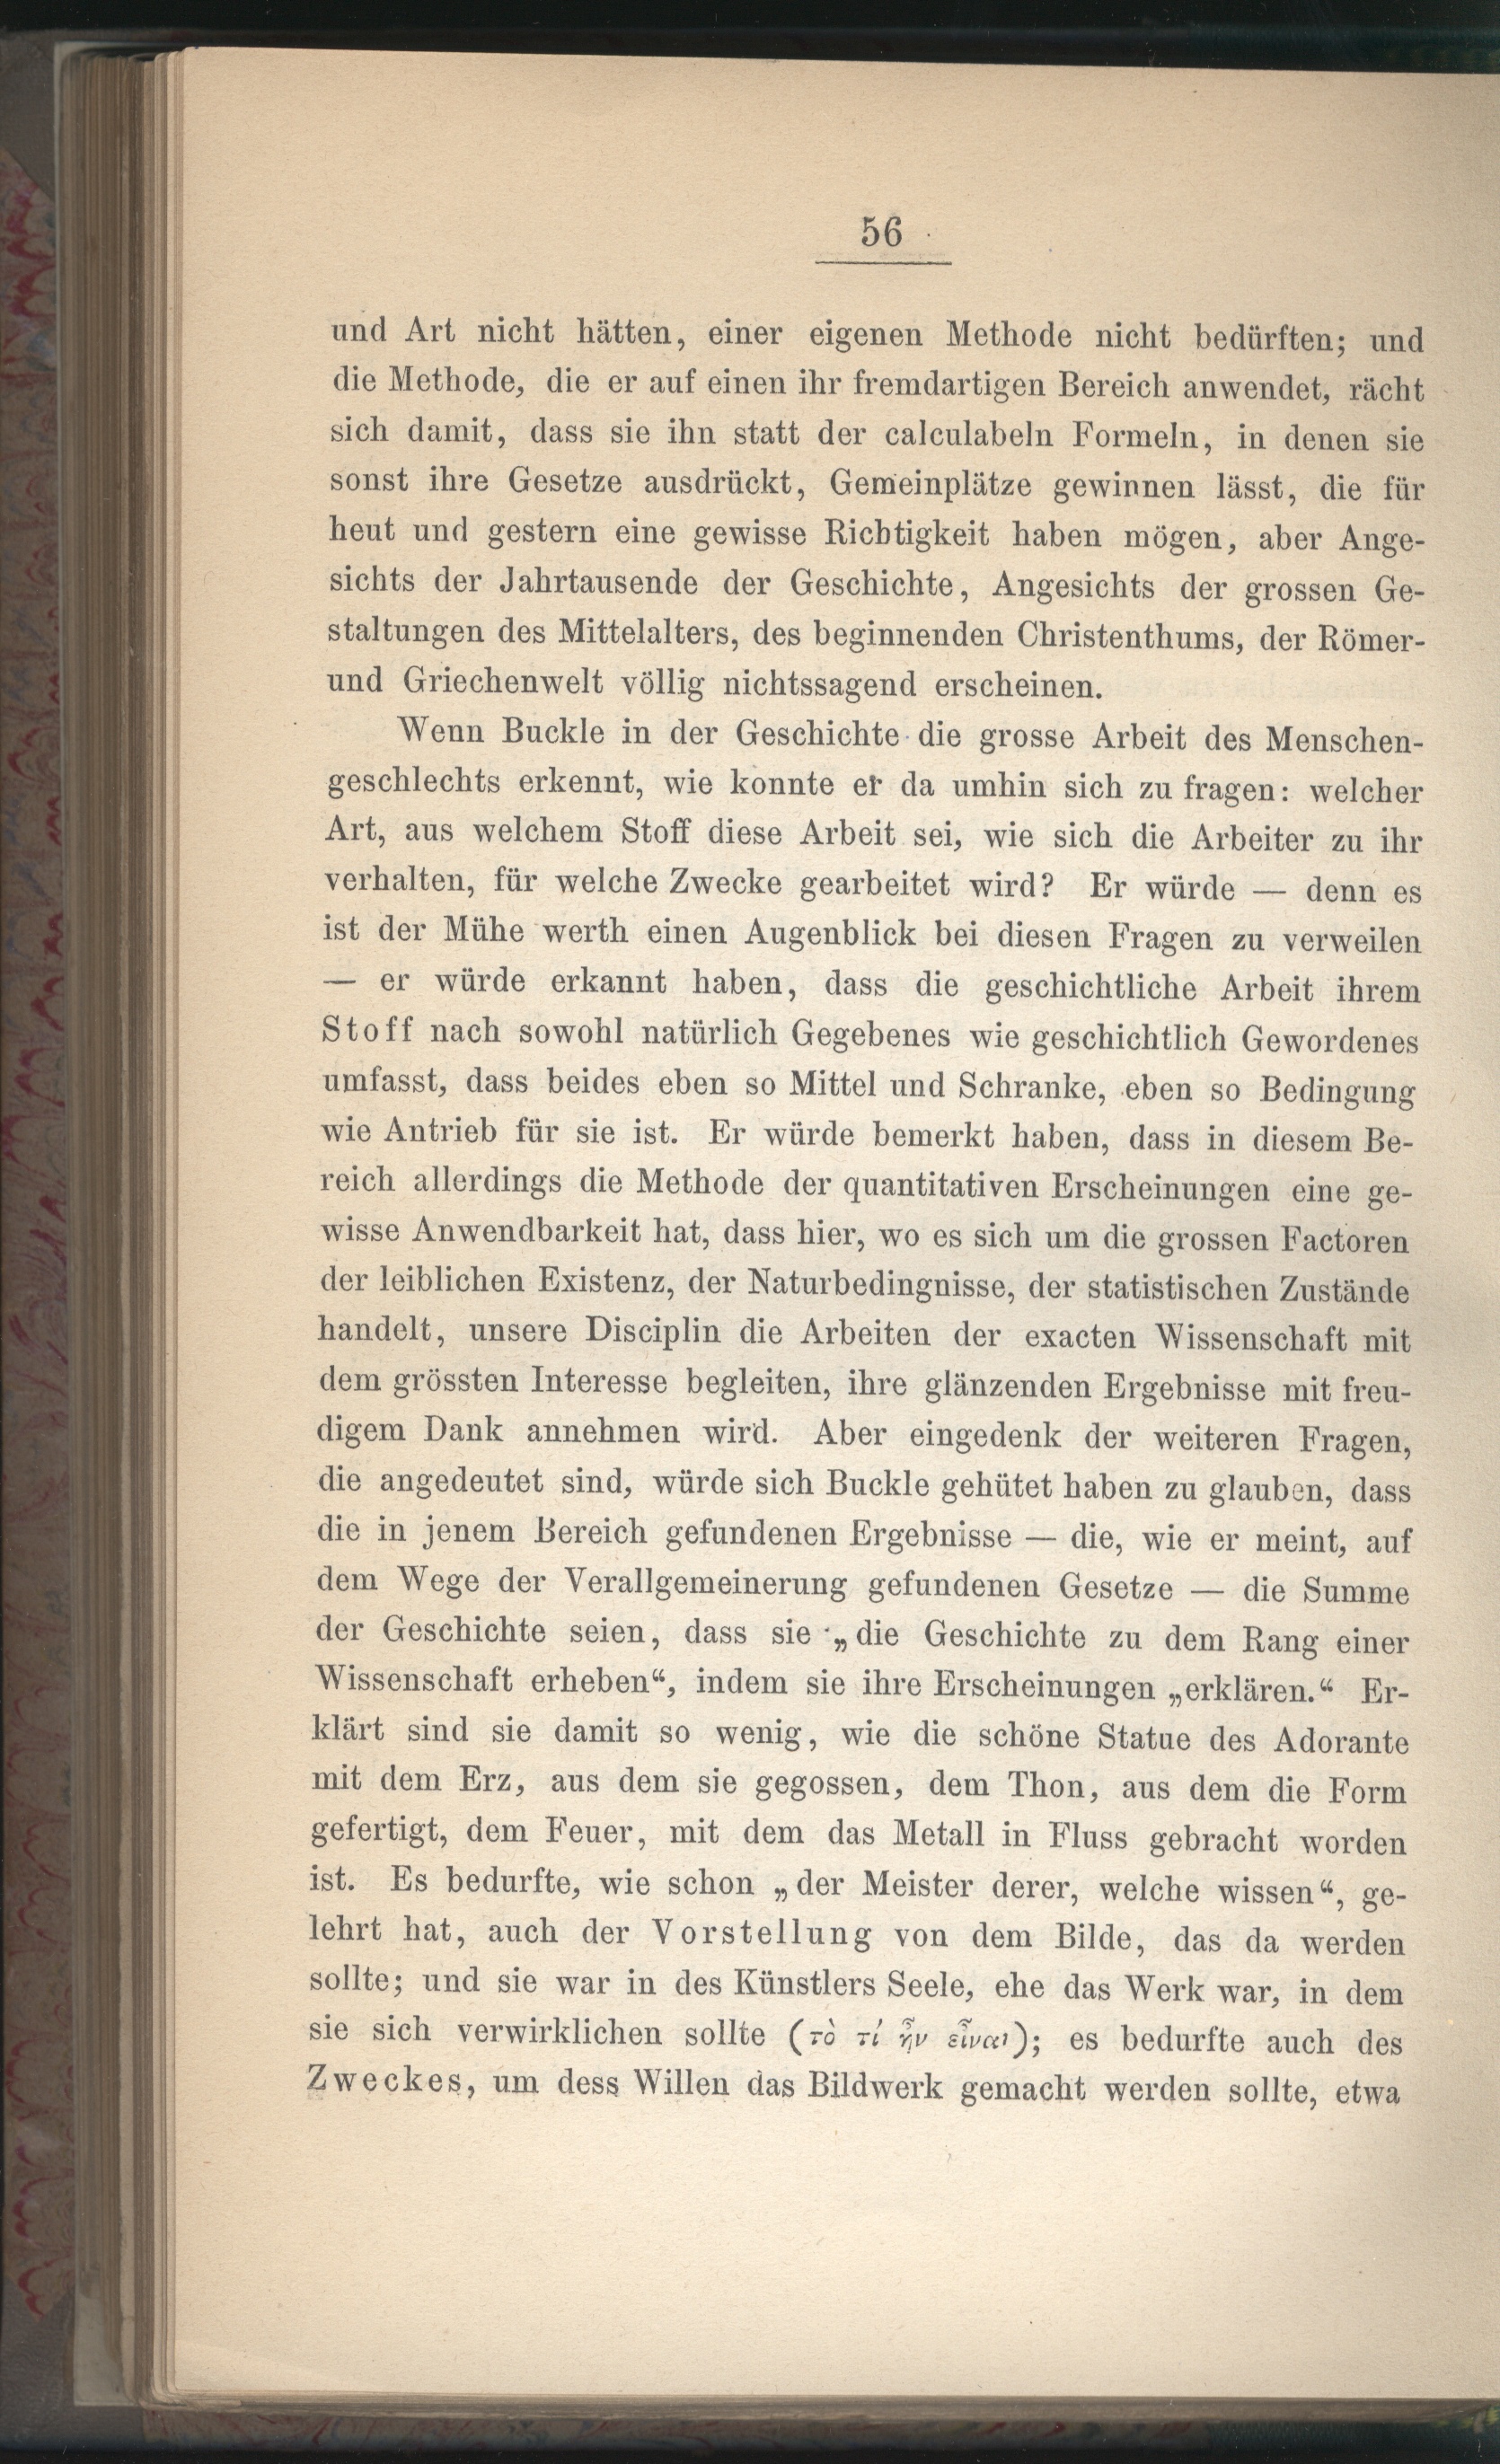 56
und Art nicht hätten, einer eigenen Methode nicht bedürften; und
die Methode, die er auf einen ihr fremdartigen Bereich anwendet, rächt
sich damit, dass sie ihn statt der calculabeln Formeln, in denen sie
sonst ihre Gesetze ausdrückt, Gemeinplätze gewinnen lässt, die für
heut und gestern eine gewisse Richtigkeit haben mögen, aber Ange-
sichts der Jahrtausende der Geschichte, Angesichts der grossen Ge-
staltungen des Mittelalters, des beginnenden Christenthums, der Römer-
und Griechenwelt völlig nichtssagend erscheinen.
Wenn Buckle in der Geschichte die grosse Arbeit des Menschen-
geschlechts erkennt, wie konnte er da umhin sich zu fragen: welcher
Art, aus welchem Stoff diese Arbeit sei, wie sich die Arbeiter zu ihr
verhalten, für welche Zwecke gearbeitet wird? Er würde — denn es
ist der Mühe werth einen Augenblick bei diesen Fragen zu verweilen
— er würde erkannt haben, dass die geschichtliche Arbeit ihrem
Stoff nach sowohl natürlich Gegebenes wie geschichtlich Gewordenes
umfasst, dass beides eben so Mittel und Schranke, eben so Bedingung
wie Antrieb für sie ist. Er würde bemerkt haben, dass in diesem Be-
reich allerdings die Methode der quantitativen Erscheinungen eine ge-
wisse Anwendbarkeit hat, dass hier, wo es sich um die grossen Factoren
der leiblichen Existenz, der Naturbedingnisse, der statistischen Zustände
handelt, unsere Disciplin die Arbeiten der exacten Wissenschaft mit
dem grössten Interesse begleiten, ihre glänzenden Ergebnisse mit freu-
digem Dank annehmen wird. Aber eingedenk der weiteren Fragen,
die angedeutet sind, würde sich Buckle gehütet haben zu glauben, dass
die in jenem Bereich gefundenen Ergebnisse — die, wie er meint, auf
dem Wege der Verallgemeinerung gefundenen Gesetze — die Summe
der Geschichte seien, dass sie „die Geschichte zu dem Rang einer
Wissenschaft erheben“, indem sie ihre Erscheinungen „erklären.“ Er-
klärt sind sie damit so wenig, wie die schöne Statue des Adorante
mit dem Erz, aus dem sie gegossen, dem Thon, aus dem die Form
gefertigt, dem Feuer, mit dem das Metall in Fluss gebracht worden
ist. Es bedurfte, wie schon „der Meister derer, welche wissen“, ge-
lehrt hat, auch der Vorstellung von dem Bilde, das da werden
sollte; und sie war in des Künstlers Seele, ehe das Werk war, in dem
sie sich verwirklichen sollte (τὸ τί ἦν εἶναι); es bedurfte auch des
Zweckes, um dess Willen das Bildwerk gemacht werden sollte, etwa